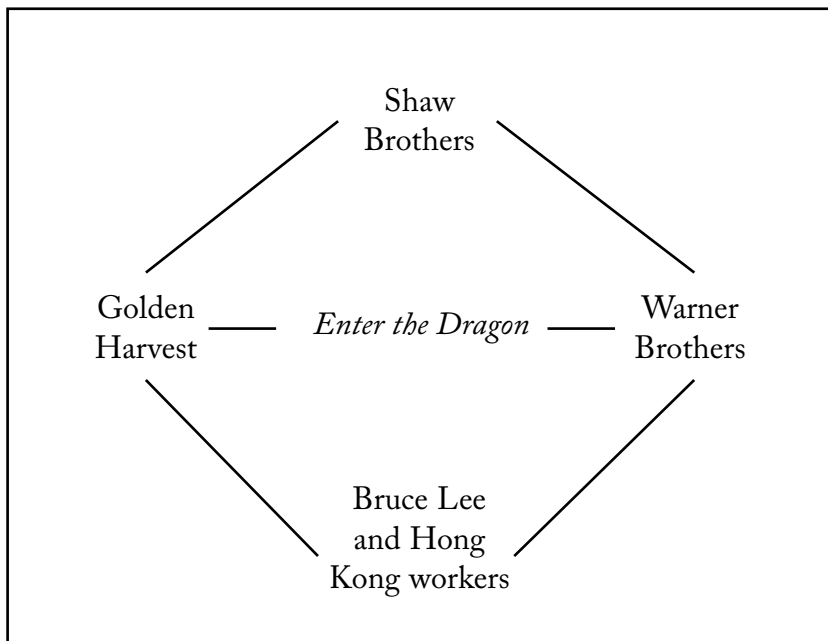 Shaw
Brothers
Golden
Harvest
Enter the Dragon
Warner
Brothers
Bruce Lee
and Hong
Kong workers